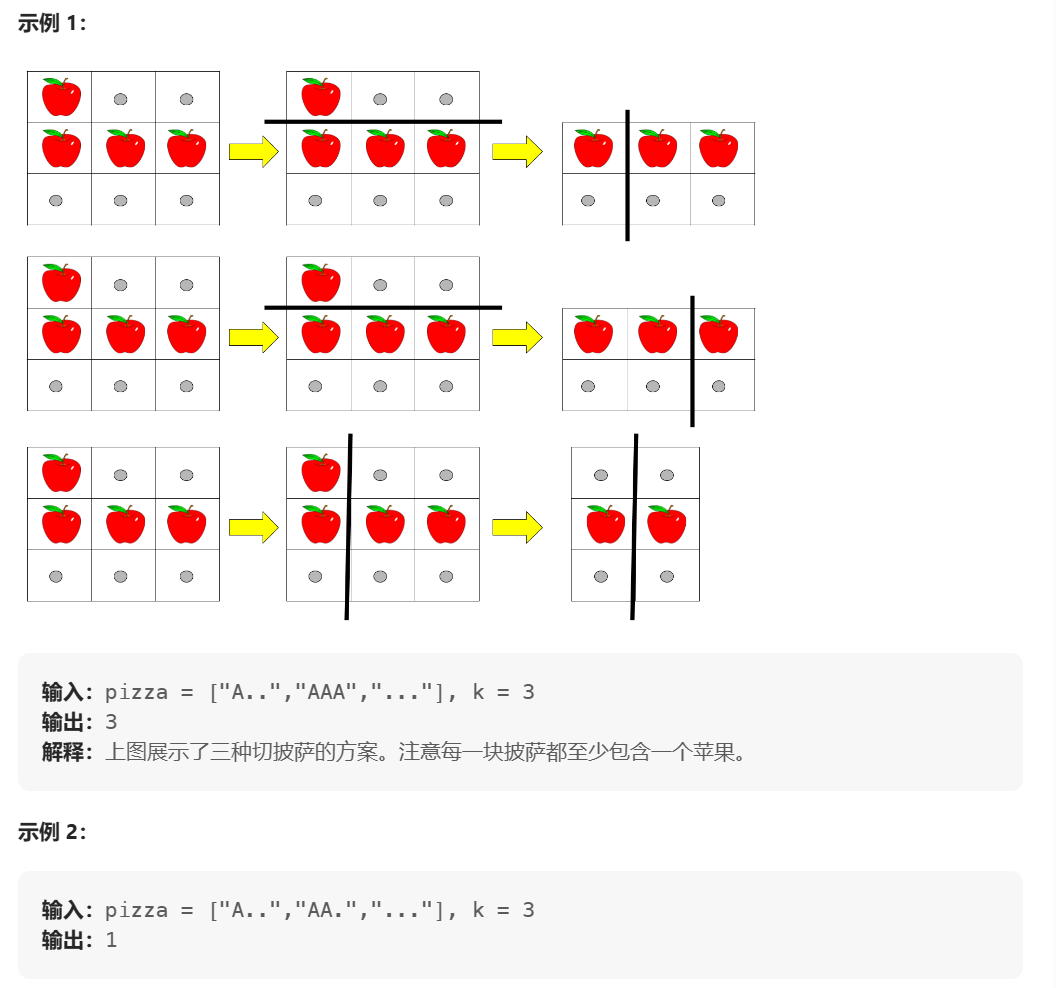 示例 1：
输入：pizza = ["A..","AAA","..."], k = 3
输出：3
解释：上图展示了三种切披萨的方案。注意每一块披萨都至少包含一个苹果。
示例 2：
输入：pizza = ["A..","AA.","..."], k = 3
输出：1